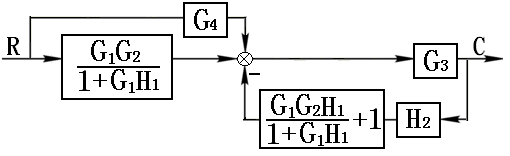 G₄
R
G₁G₂
1+G₁H₁
−
G₃
C
G₁G₂H₁
1+G₁H₁
+1
H₂